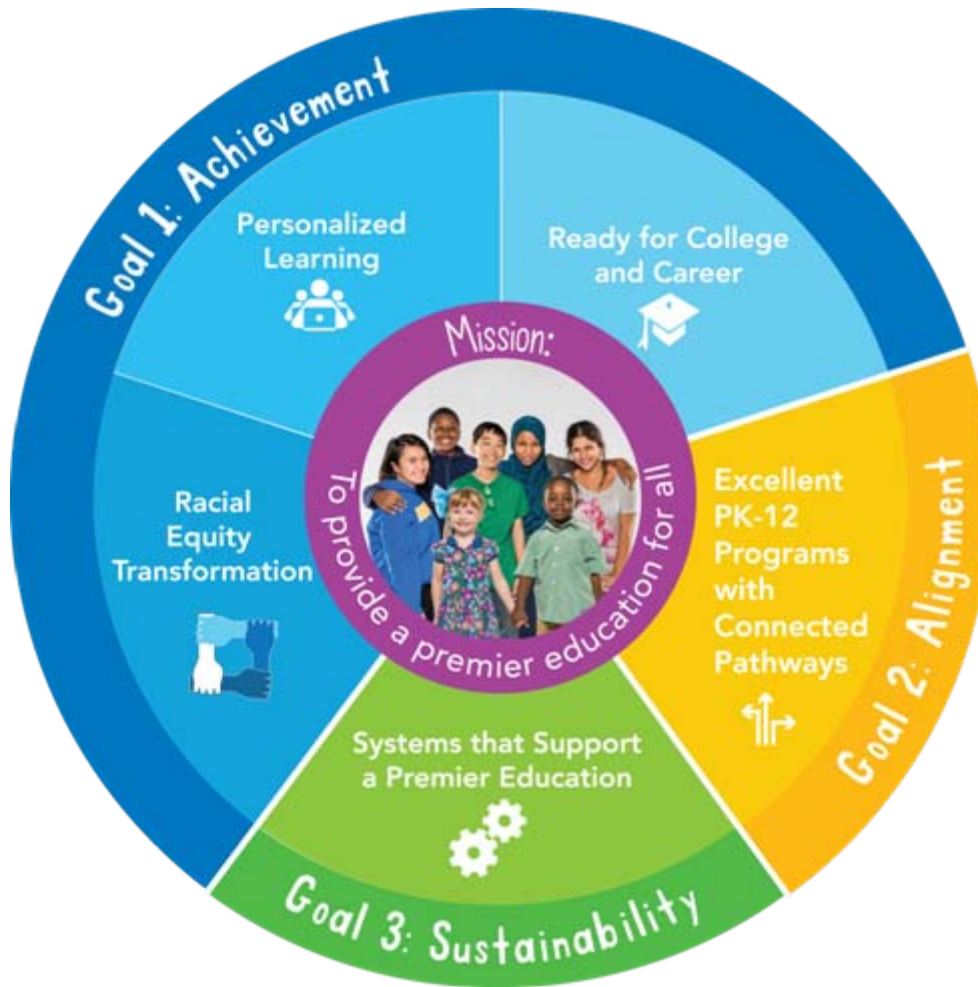 Goal 1: Achievement
Personalized
Learning
Ready for College
and Career
Racial
Equity
Transformation
Mission:
To provide a premier education for all
Excellent
PK-12
Programs
with
Connected
Pathways
Goal 2: Alignment
Systems that Support
a Premier Education
Goal 3: Sustainability